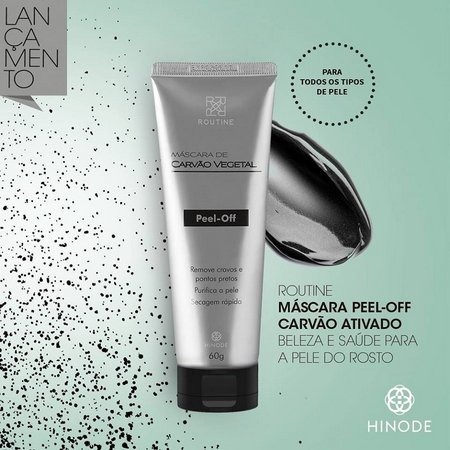 LAN
ÇA
MEN
TO
PARA
TODOS OS TIPOS
DE PELE
ROUTINE
MÁSCARA DE
CARVÃO VEGETAL
Peel-Off
Remove cravos e
pontos pretos
Purifica a pele
Secagem rápida
HINODE
60g
ROUTINE
MÁSCARA PEEL-OFF
CARVÃO ATIVADO
BELEZA E SAÚDE PARA
A PELE DO ROSTO
HINODE